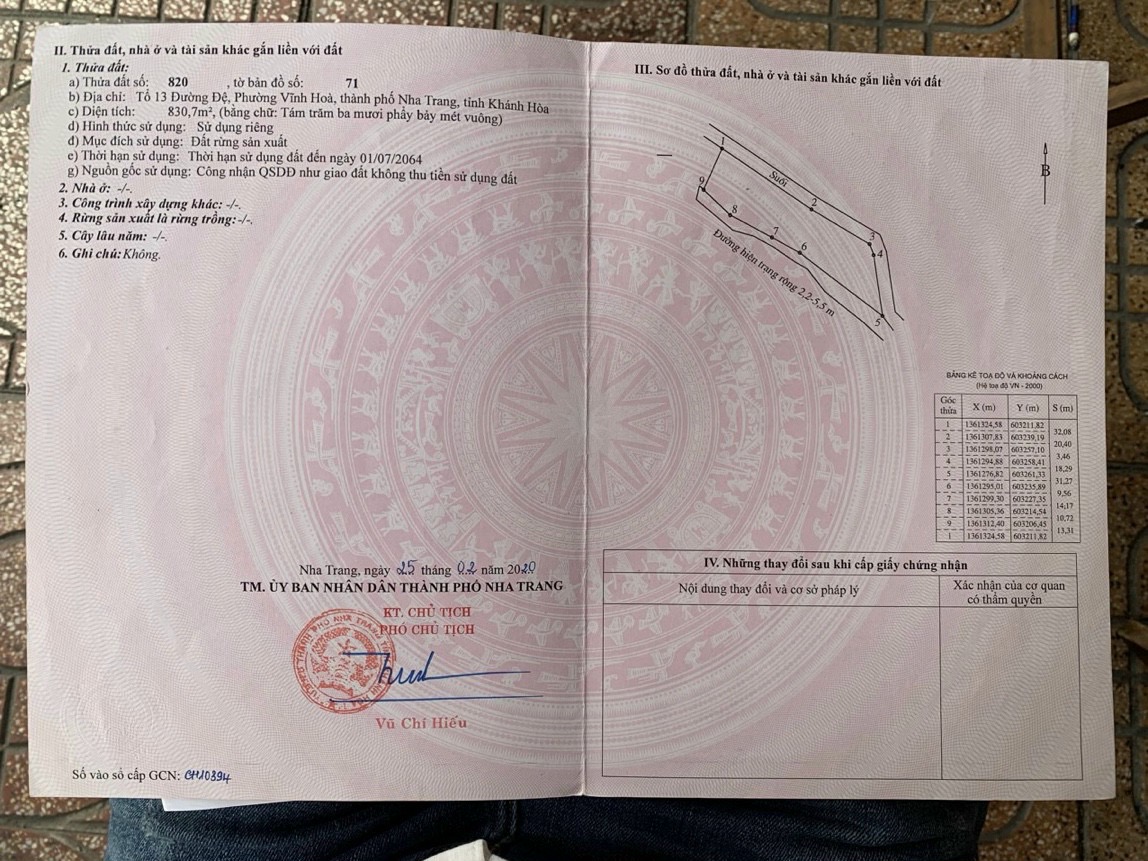 II. Thửa đất, nhà ở và tài sản khác gắn liền với đất
1. Thửa đất:
a) Thửa đất số: 820 , tờ bản đồ số: 71
b) Địa chỉ: Tổ 13 Đường Đệ, Phường Vĩnh Hoà, thành phố Nha Trang, tỉnh Khánh Hòa
c) Diện tích: 830,7m², (bằng chữ: Tám trăm ba mươi phẩy bảy mét vuông)
d) Hình thức sử dụng: Sử dụng riêng
đ) Mục đích sử dụng: Đất rừng sản xuất
e) Thời hạn sử dụng: Thời hạn sử dụng đất đến ngày 01/07/2064
g) Nguồn gốc sử dụng: Công nhận QSDĐ như giao đất không thu tiền sử dụng đất
2. Nhà ở: -/-.
3. Công trình xây dựng khác: -/-.
4. Rừng sản xuất là rừng trồng: -/-.
5. Cây lâu năm: -/-.
6. Ghi chú: Không.
Nha Trang, ngày 25 tháng 02 năm 2020
TM. ỦY BAN NHÂN DÂN THÀNH PHỐ NHA TRANG
KT. CHỦ TỊCH
PHÓ CHỦ TỊCH
Vũ Chí Hiếu
Số vào sổ cấp GCN: CH10394
III. Sơ đồ thửa đất, nhà ở và tài sản khác gắn liền với đất
B
1
Suối
2
3
4
5
6
7
8
9
Đường hiện trạng rộng 2,2-5,5 m
BẢNG KÊ TOẠ ĐỘ VÀ KHOẢNG CÁCH
(Hệ toạ độ VN - 2000)
Góc thửa X (m) Y (m) S (m)
1 1361324,58 603211,82
32,08
2 1361307,83 603239,19
20,40
3 1361298,07 603257,10
3,46
4 1361294,88 603258,41
18,29
5 1361276,82 603261,33
31,27
6 1361295,01 603235,89
9,56
7 1361299,30 603227,35
14,17
8 1361305,36 603214,54
10,72
9 1361312,40 603206,45
13,31
1 1361324,58 603211,82
IV. Những thay đổi sau khi cấp giấy chứng nhận
Nội dung thay đổi và cơ sở pháp lý
Xác nhận của cơ quan
có thẩm quyền